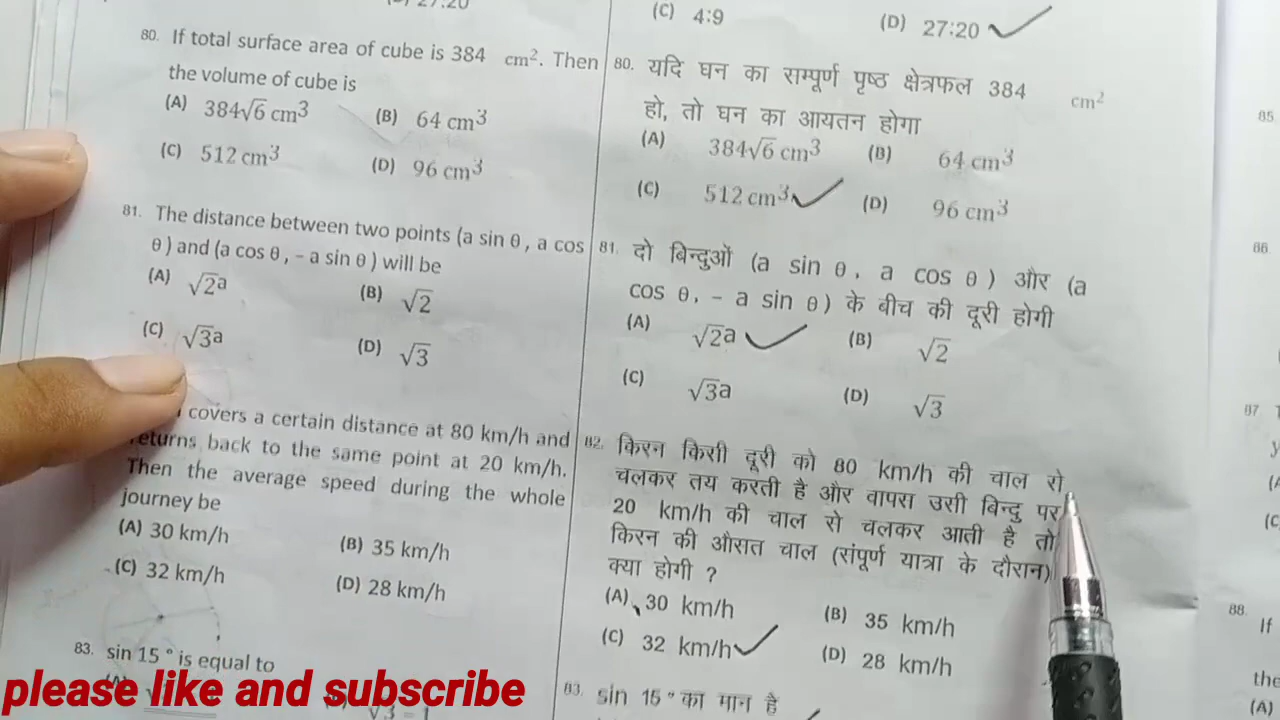 80. If total surface area of cube is 384 cm². Then
the volume of cube is
(A) 384√6 cm³ (B) 64 cm³
(C) 512 cm³ (D) 96 cm³
81. The distance between two points (a sin θ , a cos
θ ) and (a cos θ , – a sin θ ) will be
(A) √2a (B) √2
(C) √3a (D) √3
covers a certain distance at 80 km/h and
returns back to the same point at 20 km/h.
Then the average speed during the whole
journey be
(A) 30 km/h (B) 35 km/h
(C) 32 km/h (D) 28 km/h
83. sin 15 ° is equal to
(C) 4:9 (D) 27:20
80. यदि घन का सम्पूर्ण पृष्ठ क्षेत्रफल 384 cm²
हो, तो घन का आयतन होगा
(A) 384√6 cm³ (B) 64 cm³
(C) 512 cm³ (D) 96 cm³
81. दो बिन्दुओं (a sin θ , a cos θ ) और (a
cos θ , – a sin θ) के बीच की दूरी होगी
(A) √2a (B) √2
(C) √3a (D) √3
82. किरन किसी दूरी को 80 km/h की चाल से
चलकर तय करती है और वापस उसी बिन्दु पर
20 km/h की चाल से चलकर आती है तो
किरन की औसत चाल (संपूर्ण यात्रा के दौरान)
क्या होगी ?
(A) 30 km/h (B) 35 km/h
(C) 32 km/h (D) 28 km/h
83. sin 15 ° का मान है
85.
86.
87.
88.
If
the
(A)
please like and subscribe